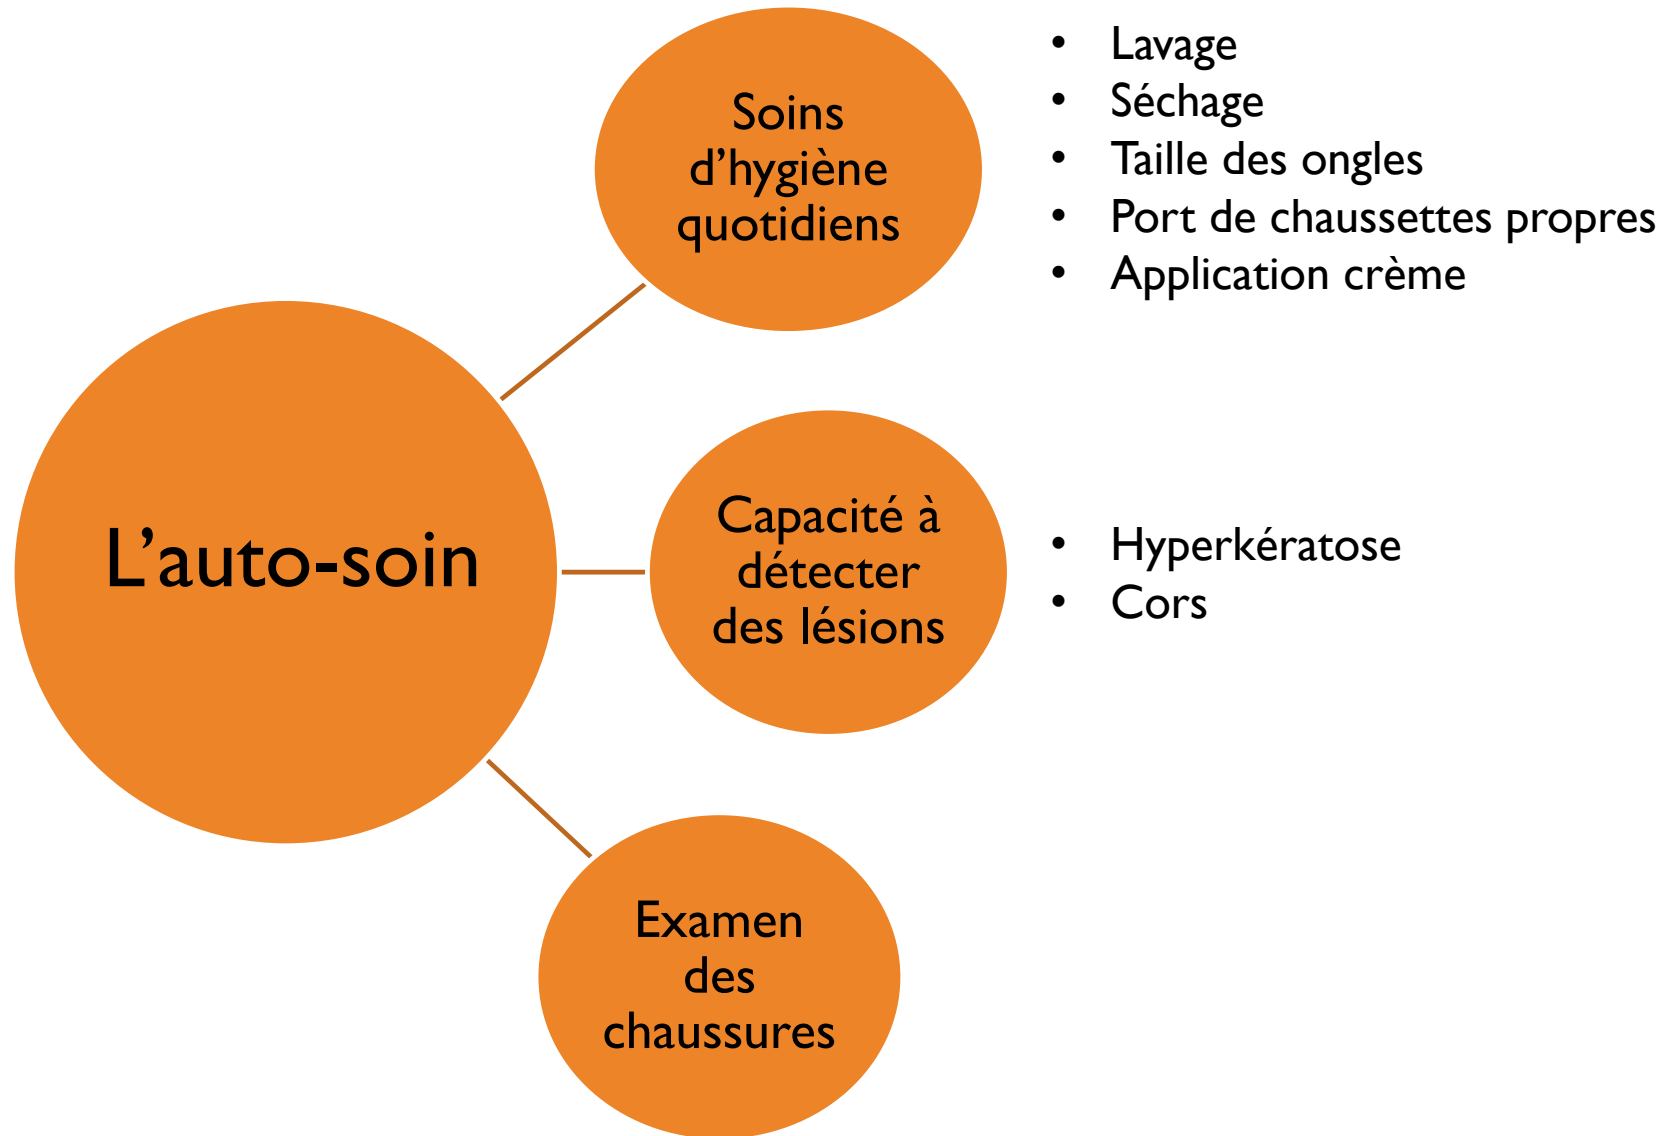 L’auto-soin
Soins
d’hygiène
quotidiens
• Lavage
• Séchage
• Taille des ongles
• Port de chaussettes propres
• Application crème
Capacité à
détecter
des lésions
• Hyperkératose
• Cors
Examen
des
chaussures